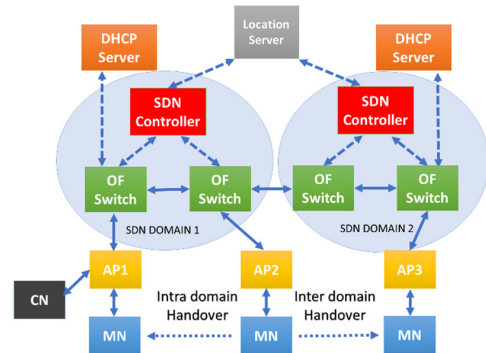 DHCP
Server
Location
Server
DHCP
Server
SDN
Controller
SDN
Controller
OF
Switch
OF
Switch
OF
Switch
OF
Switch
SDN DOMAIN 1
SDN DOMAIN 2
AP1
AP2
AP3
CN
Intra domain
Handover
Inter domain
Handover
MN
MN
MN